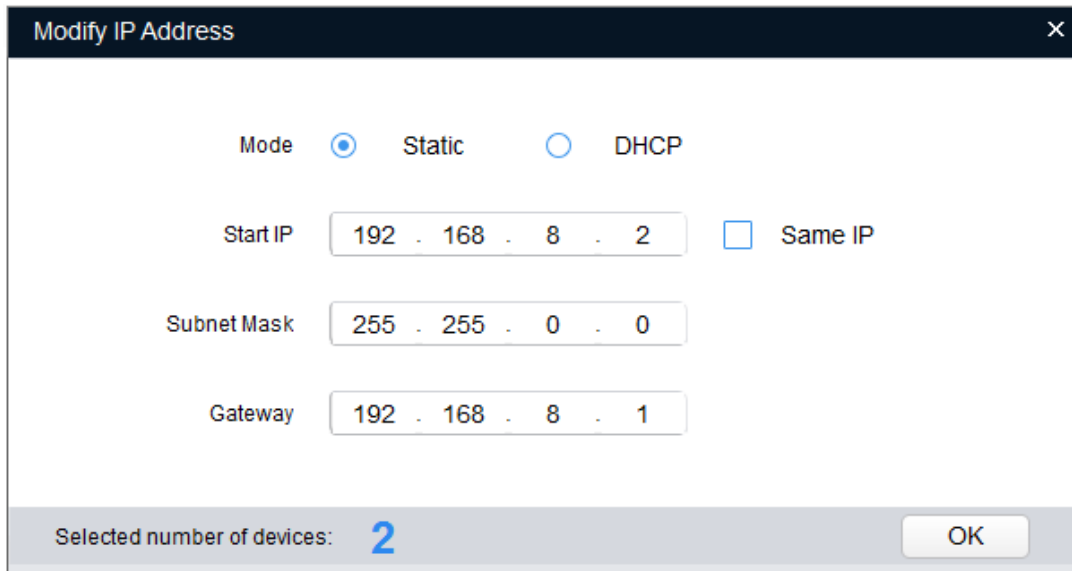 Modify IP Address
Mode Static DHCP
Start IP 192 . 168 . 8 . 2 Same IP
Subnet Mask 255 . 255 . 0 . 0
Gateway 192 . 168 . 8 . 1
Selected number of devices: 2 OK